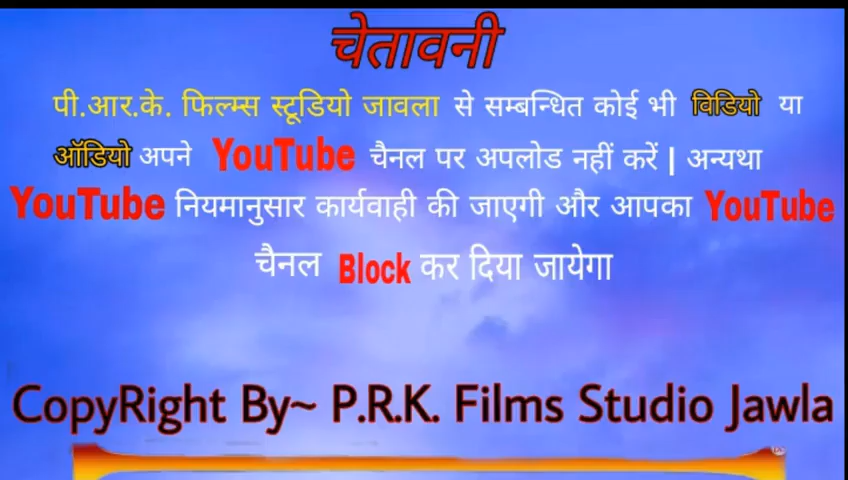 चेतावनी
पी.आर.के. फिल्म्स स्टूडियो जावला से सम्बन्धित कोई भी विडियो या
ऑडियो अपने YouTube चैनल पर अपलोड नहीं करें | अन्यथा
YouTube नियमानुसार कार्यवाही की जाएगी और आपका YouTube
चैनल Block कर दिया जायेगा
CopyRight By~ P.R.K. Films Studio Jawla